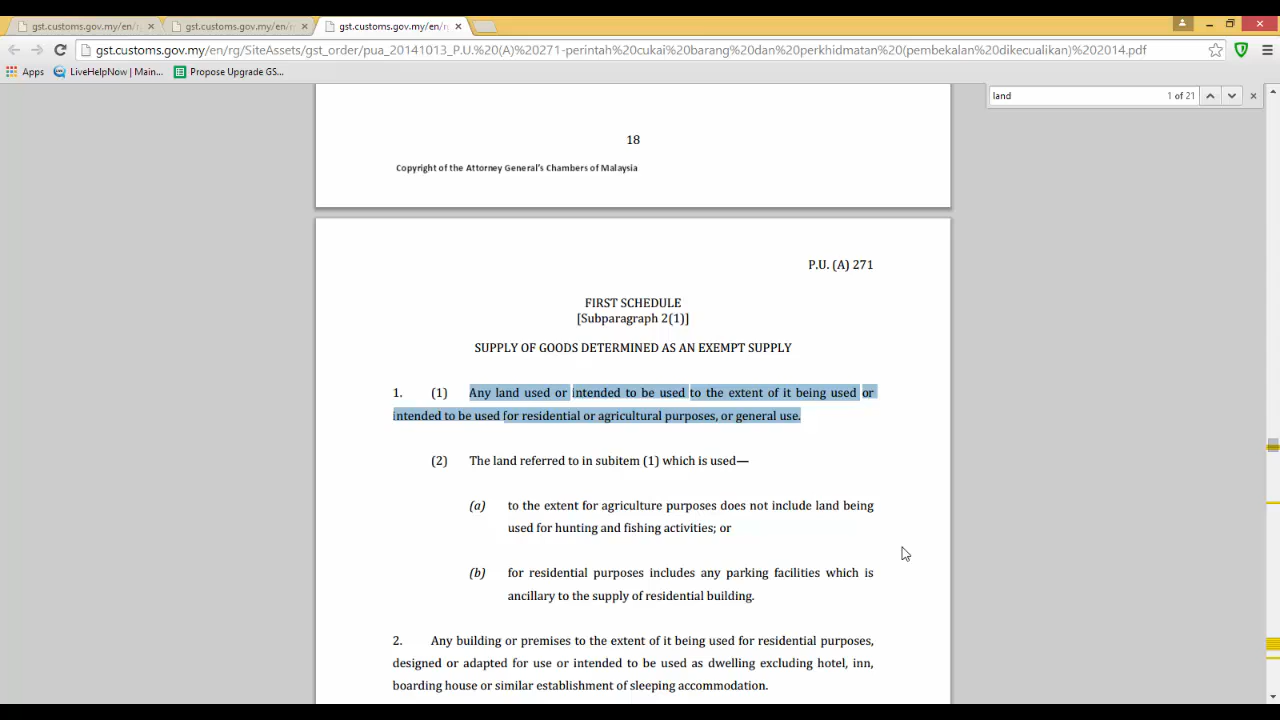 gst.customs.gov.my/en/r × gst.customs.gov.my/en/r × gst.customs.gov.my/en/r ×
gst.customs.gov.my/en/rg/SiteAssets/gst_order/pua_20141013_P.U.%20(A)%20271-perintah%20cukai%20barang%20dan%20perkhidmatan%20(pembekalan%20dikecualikan)%202014.pdf
Apps LiveHelpNow | Main... Propose Upgrade GS...
land 1 of 21
18
Copyright of the Attorney General's Chambers of Malaysia
P.U. (A) 271
FIRST SCHEDULE
[Subparagraph 2(1)]
SUPPLY OF GOODS DETERMINED AS AN EXEMPT SUPPLY
1. (1) Any land used or intended to be used to the extent of it being used or
intended to be used for residential or agricultural purposes, or general use.
(2) The land referred to in subitem (1) which is used—
(a) to the extent for agriculture purposes does not include land being
used for hunting and fishing activities; or
(b) for residential purposes includes any parking facilities which is
ancillary to the supply of residential building.
2. Any building or premises to the extent of it being used for residential purposes,
designed or adapted for use or intended to be used as dwelling excluding hotel, inn,
boarding house or similar establishment of sleeping accommodation.